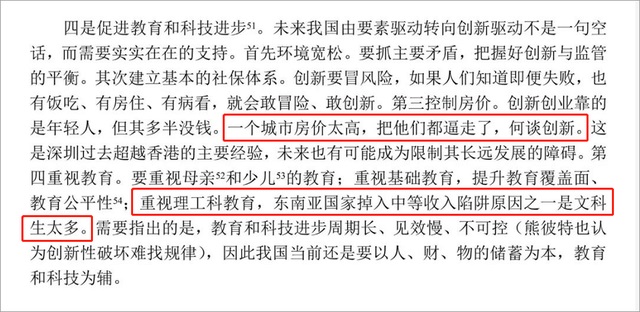 四是促进教育和科技进步51。未来我国由要素驱动转向创新驱动不是一句空
话，而需要实实在在的支持。首先环境宽松。要抓主要矛盾，把握好创新与监管
的平衡。其次建立基本的社保体系。创新要冒风险，如果人们知道即便失败，也
有饭吃、有房住、有病看，就会敢冒险、敢创新。第三控制房价。创新创业靠的
是年轻人，但其多半没钱。一个城市房价太高，把他们都逼走了，何谈创新。这
是深圳过去超越香港的主要经验，未来也有可能成为限制其长远发展的障碍。第
四重视教育。要重视母亲52和少儿53的教育；重视基础教育，提升教育覆盖面、
教育公平性54；重视理工科教育，东南亚国家掉入中等收入陷阱原因之一是文科
生太多。需要指出的是，教育和科技进步周期长、见效慢、不可控（熊彼特也认
为创新性破坏难找规律），因此我国当前还是要以人、财、物的储蓄为本，教育
和科技为辅。